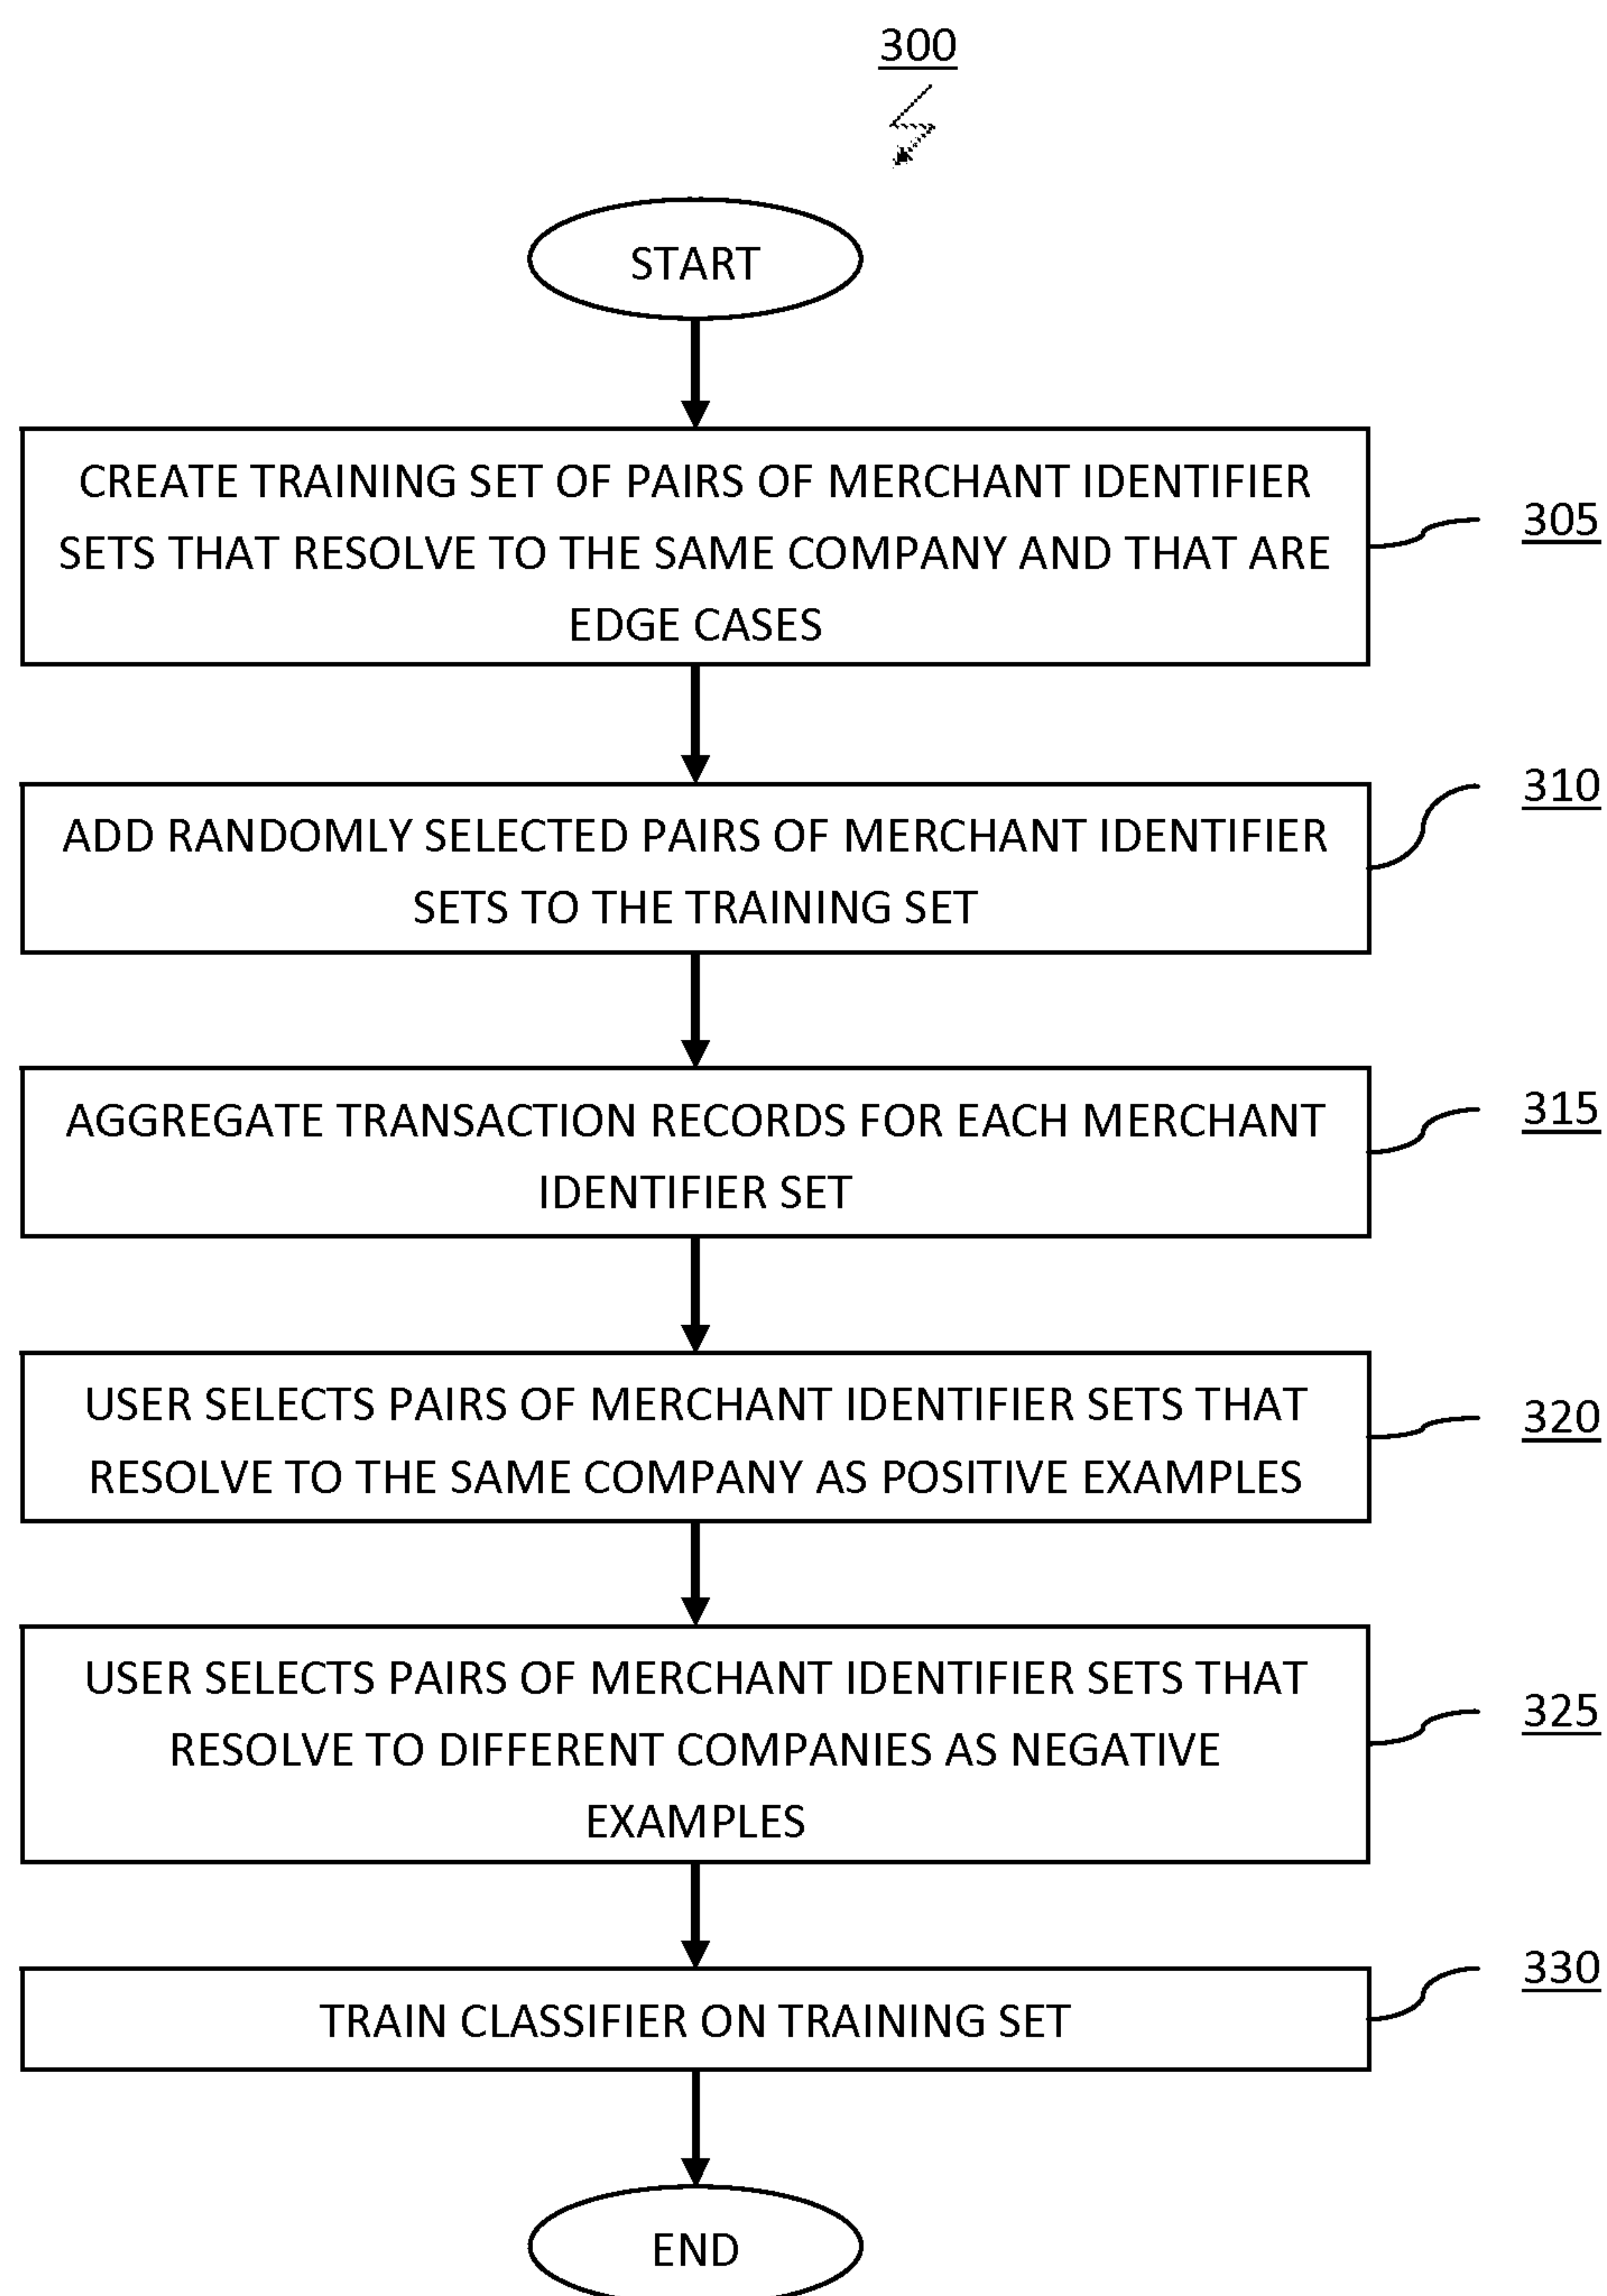 300
START
CREATE TRAINING SET OF PAIRS OF MERCHANT IDENTIFIER
SETS THAT RESOLVE TO THE SAME COMPANY AND THAT ARE
EDGE CASES
305
ADD RANDOMLY SELECTED PAIRS OF MERCHANT IDENTIFIER
SETS TO THE TRAINING SET
310
AGGREGATE TRANSACTION RECORDS FOR EACH MERCHANT
IDENTIFIER SET
315
USER SELECTS PAIRS OF MERCHANT IDENTIFIER SETS THAT
RESOLVE TO THE SAME COMPANY AS POSITIVE EXAMPLES
320
USER SELECTS PAIRS OF MERCHANT IDENTIFIER SETS THAT
RESOLVE TO DIFFERENT COMPANIES AS NEGATIVE
EXAMPLES
325
TRAIN CLASSIFIER ON TRAINING SET
330
END